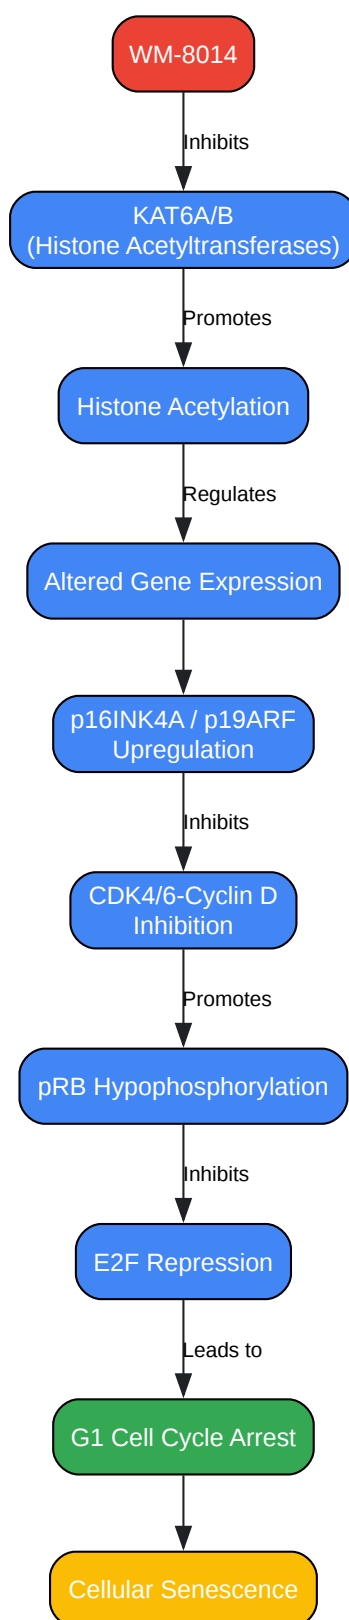 WM-8014
Inhibits
KAT6A/B
(Histone Acetyltransferases)
Promotes
Histone Acetylation
Regulates
Altered Gene Expression
p16INK4A / p19ARF
Upregulation
Inhibits
CDK4/6-Cyclin D
Inhibition
Promotes
pRB Hypophosphorylation
Inhibits
E2F Repression
Leads to
G1 Cell Cycle Arrest
Cellular Senescence